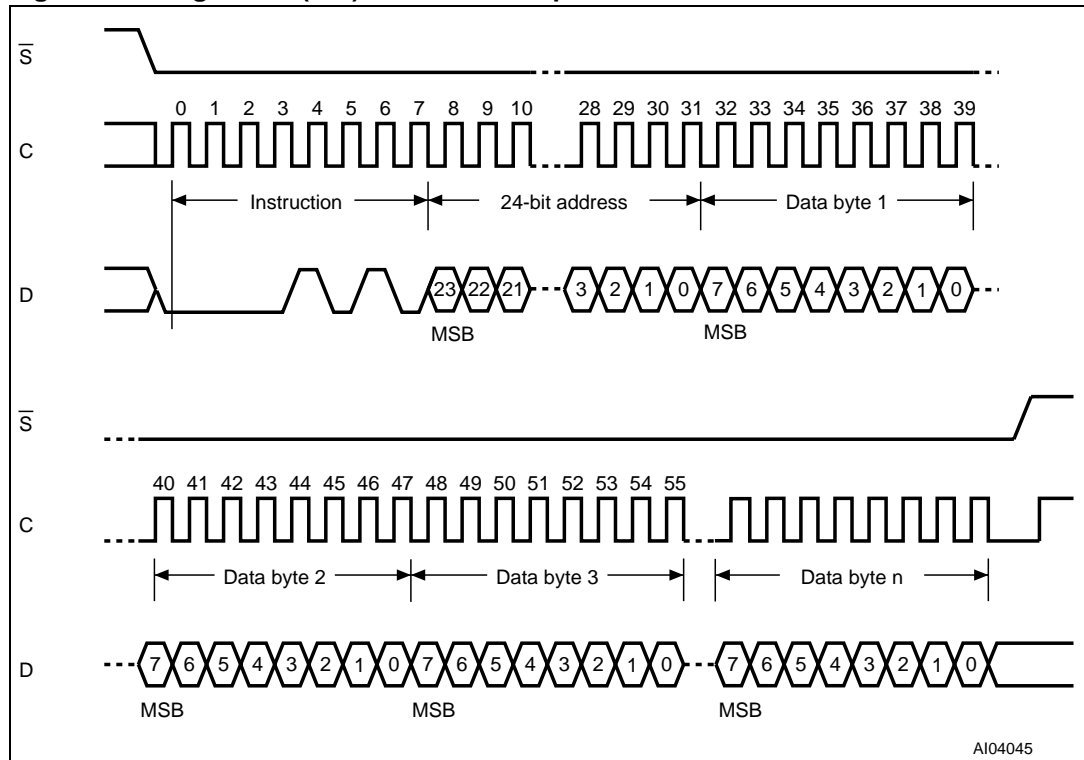 S
0 1 2 3 4 5 6 7 8 9 10 28 29 30 31 32 33 34 35 36 37 38 39
C
Instruction 24-bit address Data byte 1
D 23 22 21 3 2 1 0 7 6 5 4 3 2 1 0
MSB MSB
S
40 41 42 43 44 45 46 47 48 49 50 51 52 53 54 55
C
Data byte 2 Data byte 3 Data byte n
D 7 6 5 4 3 2 1 0 7 6 5 4 3 2 1 0 7 6 5 4 3 2 1 0
MSB MSB MSB
AI04045